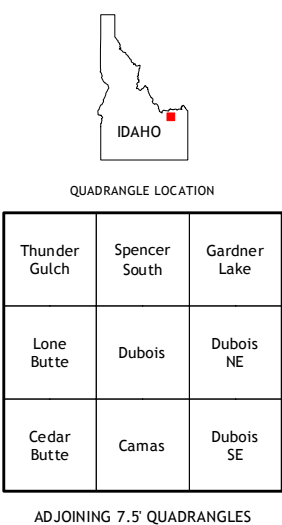 IDAHO
QUADRANGLE LOCATION
Thunder
Gulch
Spencer
South
Gardner
Lake
Lone
Butte
Dubois
Dubois
NE
Cedar
Butte
Camas
Dubois
SE
ADJOINING 7.5' QUADRANGLES